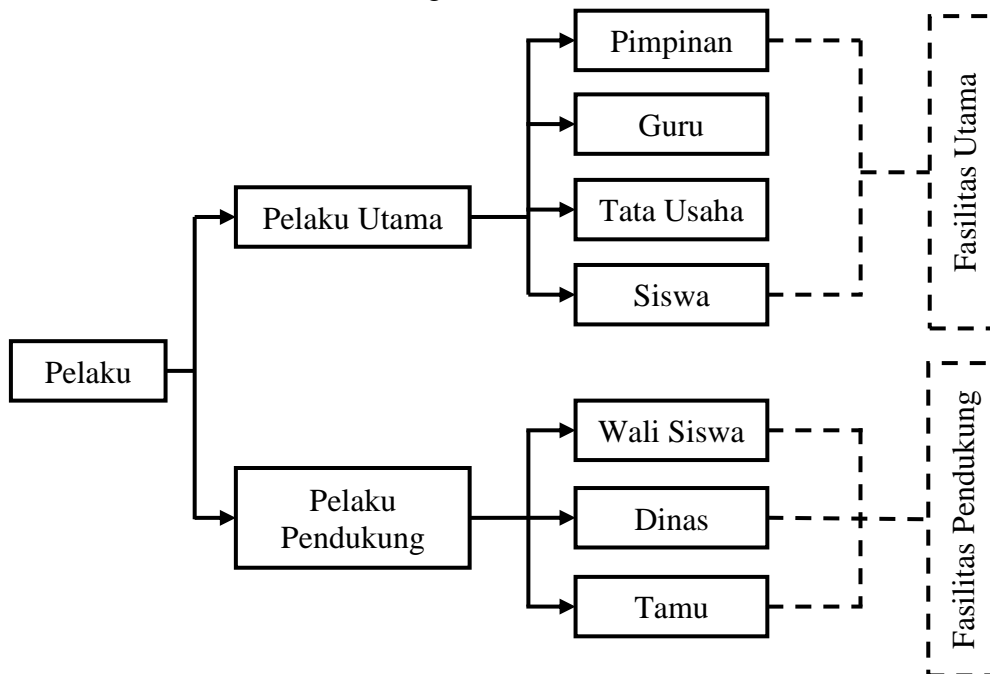 Pimpinan
Guru
Tata Usaha
Siswa
Pelaku Utama
Fasilitas Utama
Pelaku
Wali Siswa
Dinas
Tamu
Pelaku
Pendukung
Fasilitas Pendukung